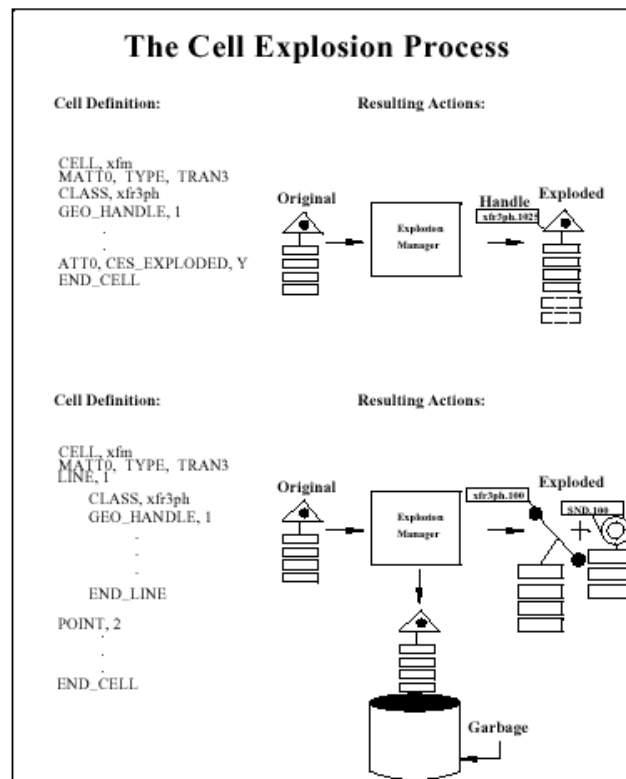 The Cell Explosion Process
Cell Definition:
Resulting Actions:
CELL, xfm
MATT0, TYPE, TRAN3
CLASS, xfr3ph
GEO_HANDLE, 1
.
.
ATT0, CES_EXPLODED, Y
END_CELL
Original
Explosion
Manager
Handle
Exploded
xfr3ph.1025
Cell Definition:
Resulting Actions:
CELL, xfm
MATT0, TYPE, TRAN3
LINE, 1
CLASS, xfr3ph
GEO_HANDLE, 1
.
.
.
END_LINE
POINT, 2
.
.
.
END_CELL
Original
Explosion
Manager
Exploded
xfr3ph.100
SND.100
Garbage